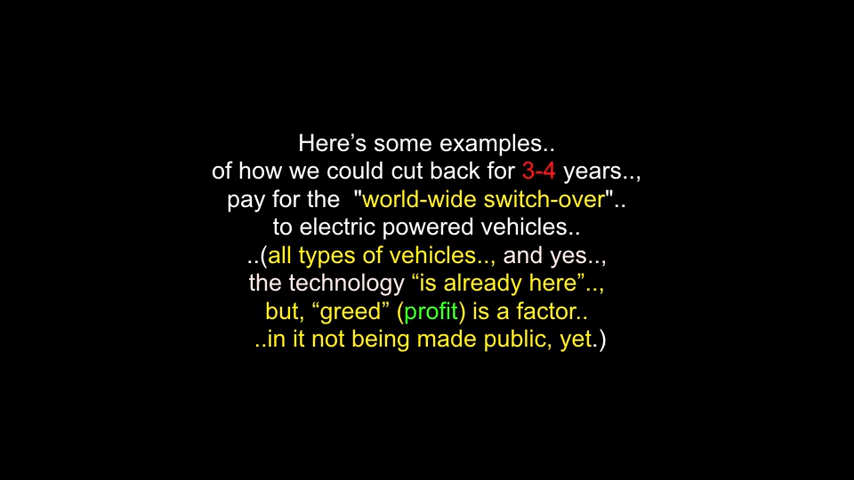 Here’s some examples..
of how we could cut back for 3-4 years..,
pay for the  "world-wide switch-over"..
to electric powered vehicles..
..(all types of vehicles.., and yes..,
the technology “is already here”..,
but, “greed” (profit) is a factor..
..in it not being made public, yet.)